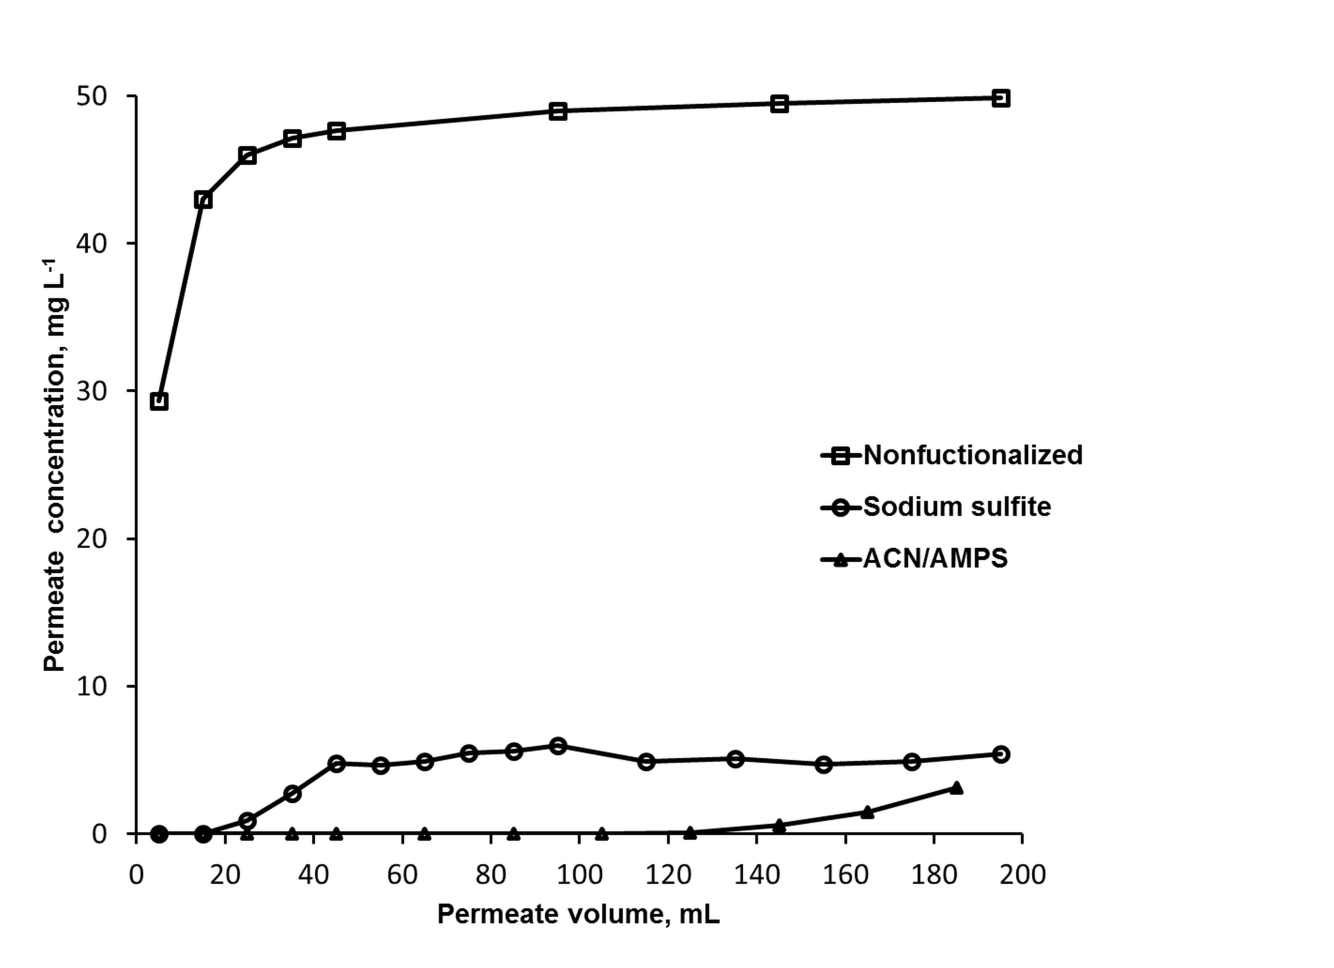 50
40
30
20
10
0
Permeate concentration, mg L-1
Nonfuctionalized
Sodium sulfite
ACN/AMPS
0 20 40 60 80 100 120 140 160 180 200
Permeate volume, mL